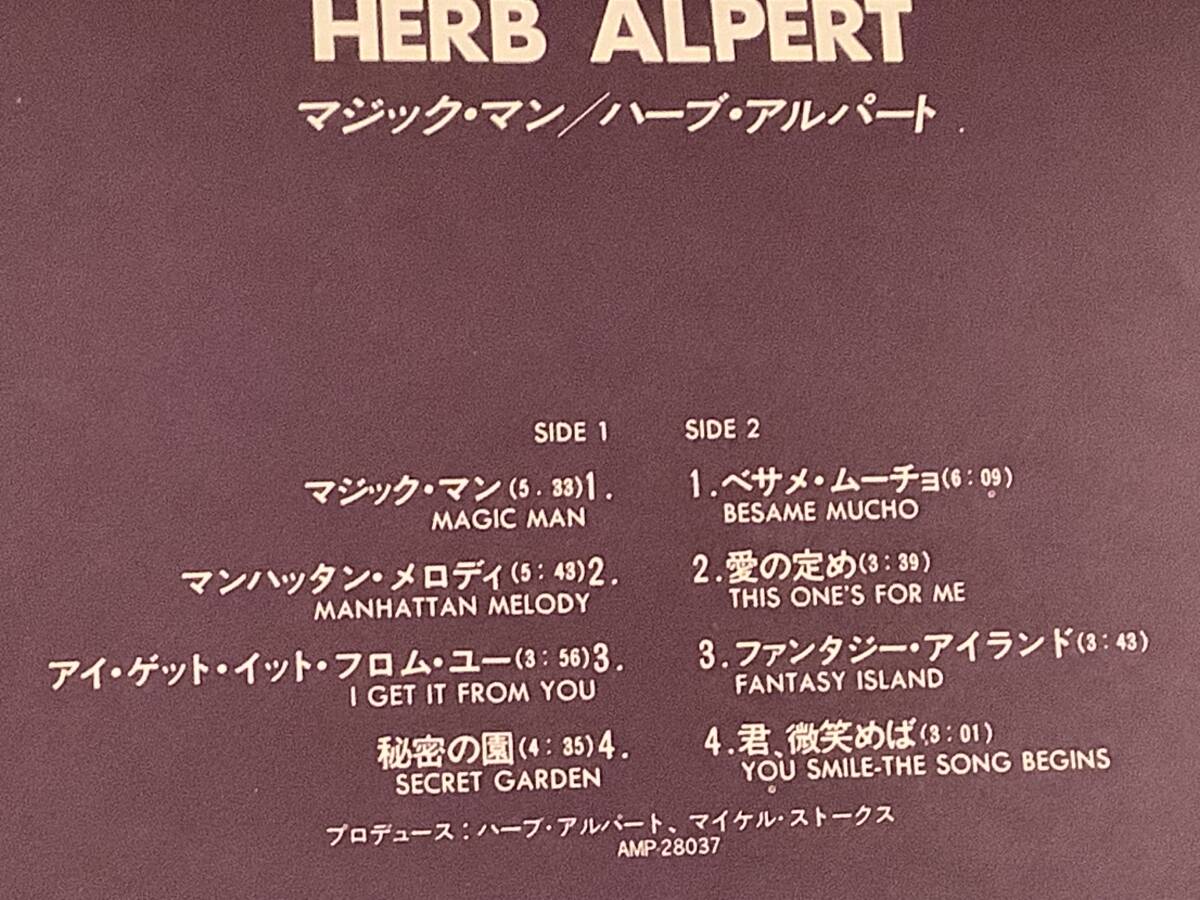 HERB ALPERT
マジック・マン/ハーブ・アルパート
SIDE 1
マジック・マン(5:33)1.
MAGIC MAN
マンハッタン・メロディ(5:43)2.
MANHATTAN MELODY
アイ・ゲット・イット・フロム・ユー(3:56)3.
I GET IT FROM YOU
秘密の園(4:35)4.
SECRET GARDEN
SIDE 2
1.ベサメ・ムーチョ(6:09)
BESAME MUCHO
2.愛の定め(3:39)
THIS ONE'S FOR ME
3.ファンタジー・アイランド(3:43)
FANTASY ISLAND
4.君、微笑めば(3:01)
YOU SMILE-THE SONG BEGINS
プロデュース:ハーブ・アルパート、マイケル・ストークス
AMP-28037